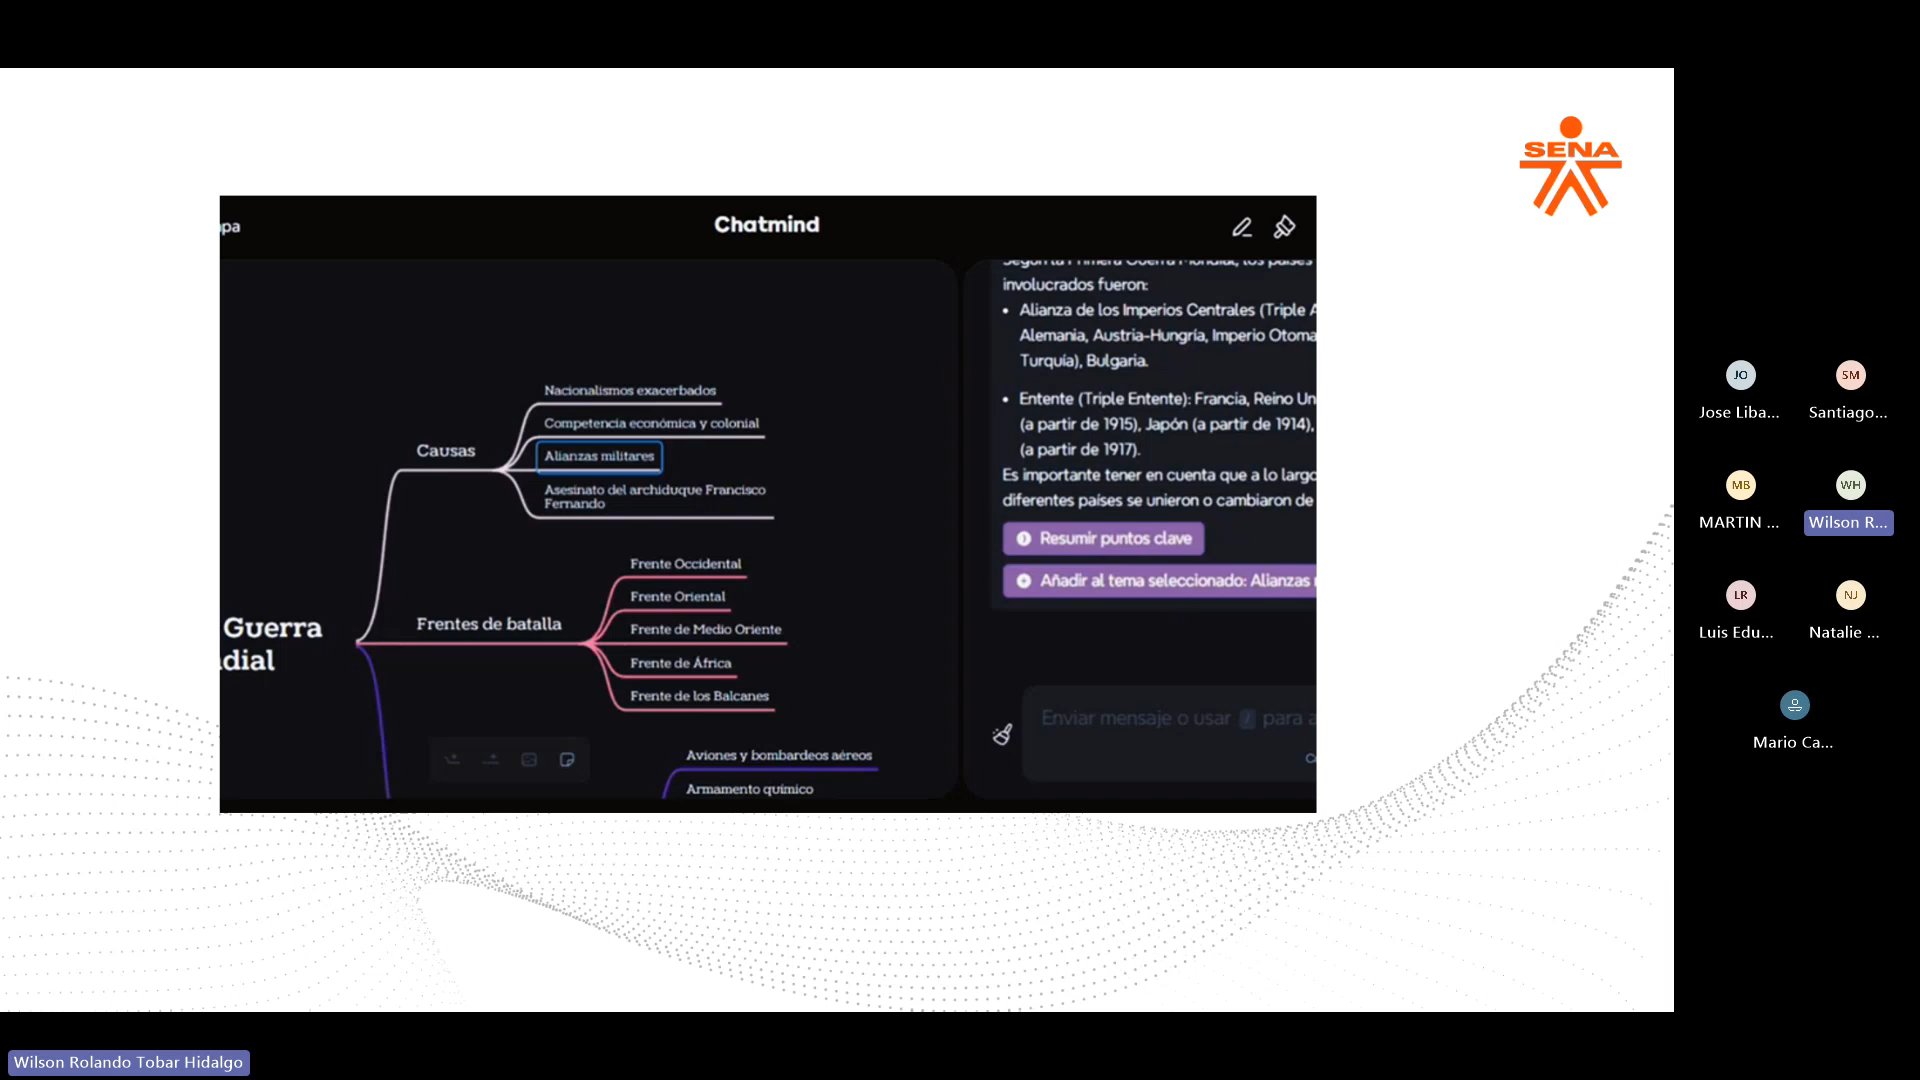 SENA
Chatmind
involucrados fueron:
• Alianza de los Imperios Centrales (Triple A
Alemania, Austria-Hungría, Imperio Otoma
Turquía), Bulgaria.
• Entente (Triple Entente): Francia, Reino Un
(a partir de 1915), Japón (a partir de 1914),
(a partir de 1917).
Es importante tener en cuenta que a lo largo
diferentes países se unieron o cambiaron de
Resumir puntos clave
Añadir al tema seleccionado: Alianzas
Enviar mensaje o usar / para a
Guerra
dial
Causas
Nacionalismos exacerbados
Competencia económica y colonial
Alianzas militares
Asesinato del archiduque Francisco
Fernando
Frentes de batalla
Frente Occidental
Frente Oriental
Frente de Medio Oriente
Frente de África
Frente de los Balcanes
Aviones y bombardeos aéreos
Armamento químico
JO
Jose Liba...
SM
Santiago...
MB
MARTIN ...
WH
Wilson R...
LR
Luis Edu...
NJ
Natalie ...
Mario Ca...
Wilson Rolando Tobar Hidalgo